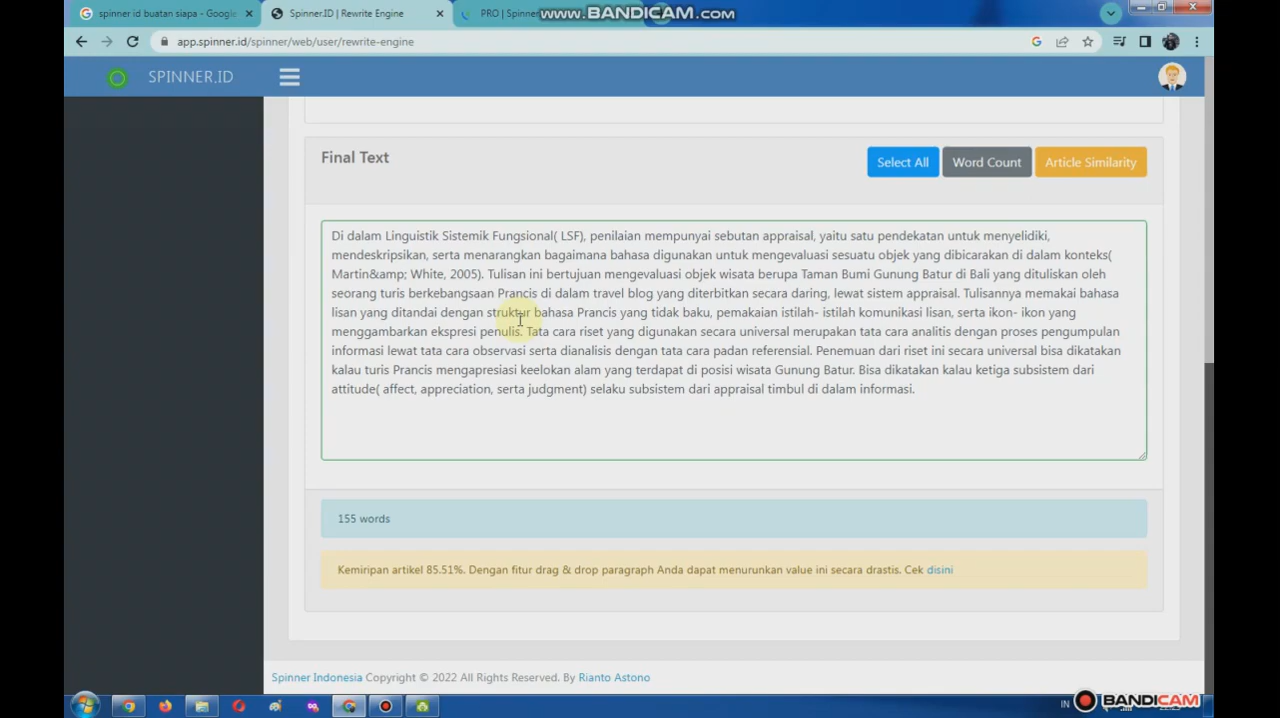 spinner id buatan siapa - Google
Spinner.ID | Rewrite Engine
PRO | Spinner
www.BANDICAM.com
app.spinner.id/spinner/web/user/rewrite-engine
SPINNER.ID
Final Text
Select All
Word Count
Article Similarity
Di dalam Linguistik Sistemik Fungsional( LSF), penilaian mempunyai sebutan appraisal, yaitu satu pendekatan untuk menyelidiki,
mendeskripsikan, serta menarangkan bagaimana bahasa digunakan untuk mengevaluasi sesuatu objek yang dibicarakan di dalam konteks(
Martin&amp; White, 2005). Tulisan ini bertujuan mengevaluasi objek wisata berupa Taman Bumi Gunung Batur di Bali yang dituliskan oleh
seorang turis berkebangsaan Prancis di dalam travel blog yang diterbitkan secara daring, lewat sistem appraisal. Tulisannya memakai bahasa
lisan yang ditandai dengan struktur bahasa Prancis yang tidak baku, pemakaian istilah- istilah komunikasi lisan, serta ikon- ikon yang
menggambarkan ekspresi penulis. Tata cara riset yang digunakan secara universal merupakan tata cara analitis dengan proses pengumpulan
informasi lewat tata cara observasi serta dianalisis dengan tata cara padan referensial. Penemuan dari riset ini secara universal bisa dikatakan
kalau turis Prancis mengapresiasi keelokan alam yang terdapat di posisi wisata Gunung Batur. Bisa dikatakan kalau ketiga subsistem dari
attitude( affect, appreciation, serta judgment) selaku subsistem dari appraisal timbul di dalam informasi.
155 words
Kemiripan artikel 85.51%. Dengan fitur drag & drop paragraph Anda dapat menurunkan value ini secara drastis. Cek disini
Spinner Indonesia Copyright © 2022 All Rights Reserved. By Rianto Astono
IN
BANDICAM